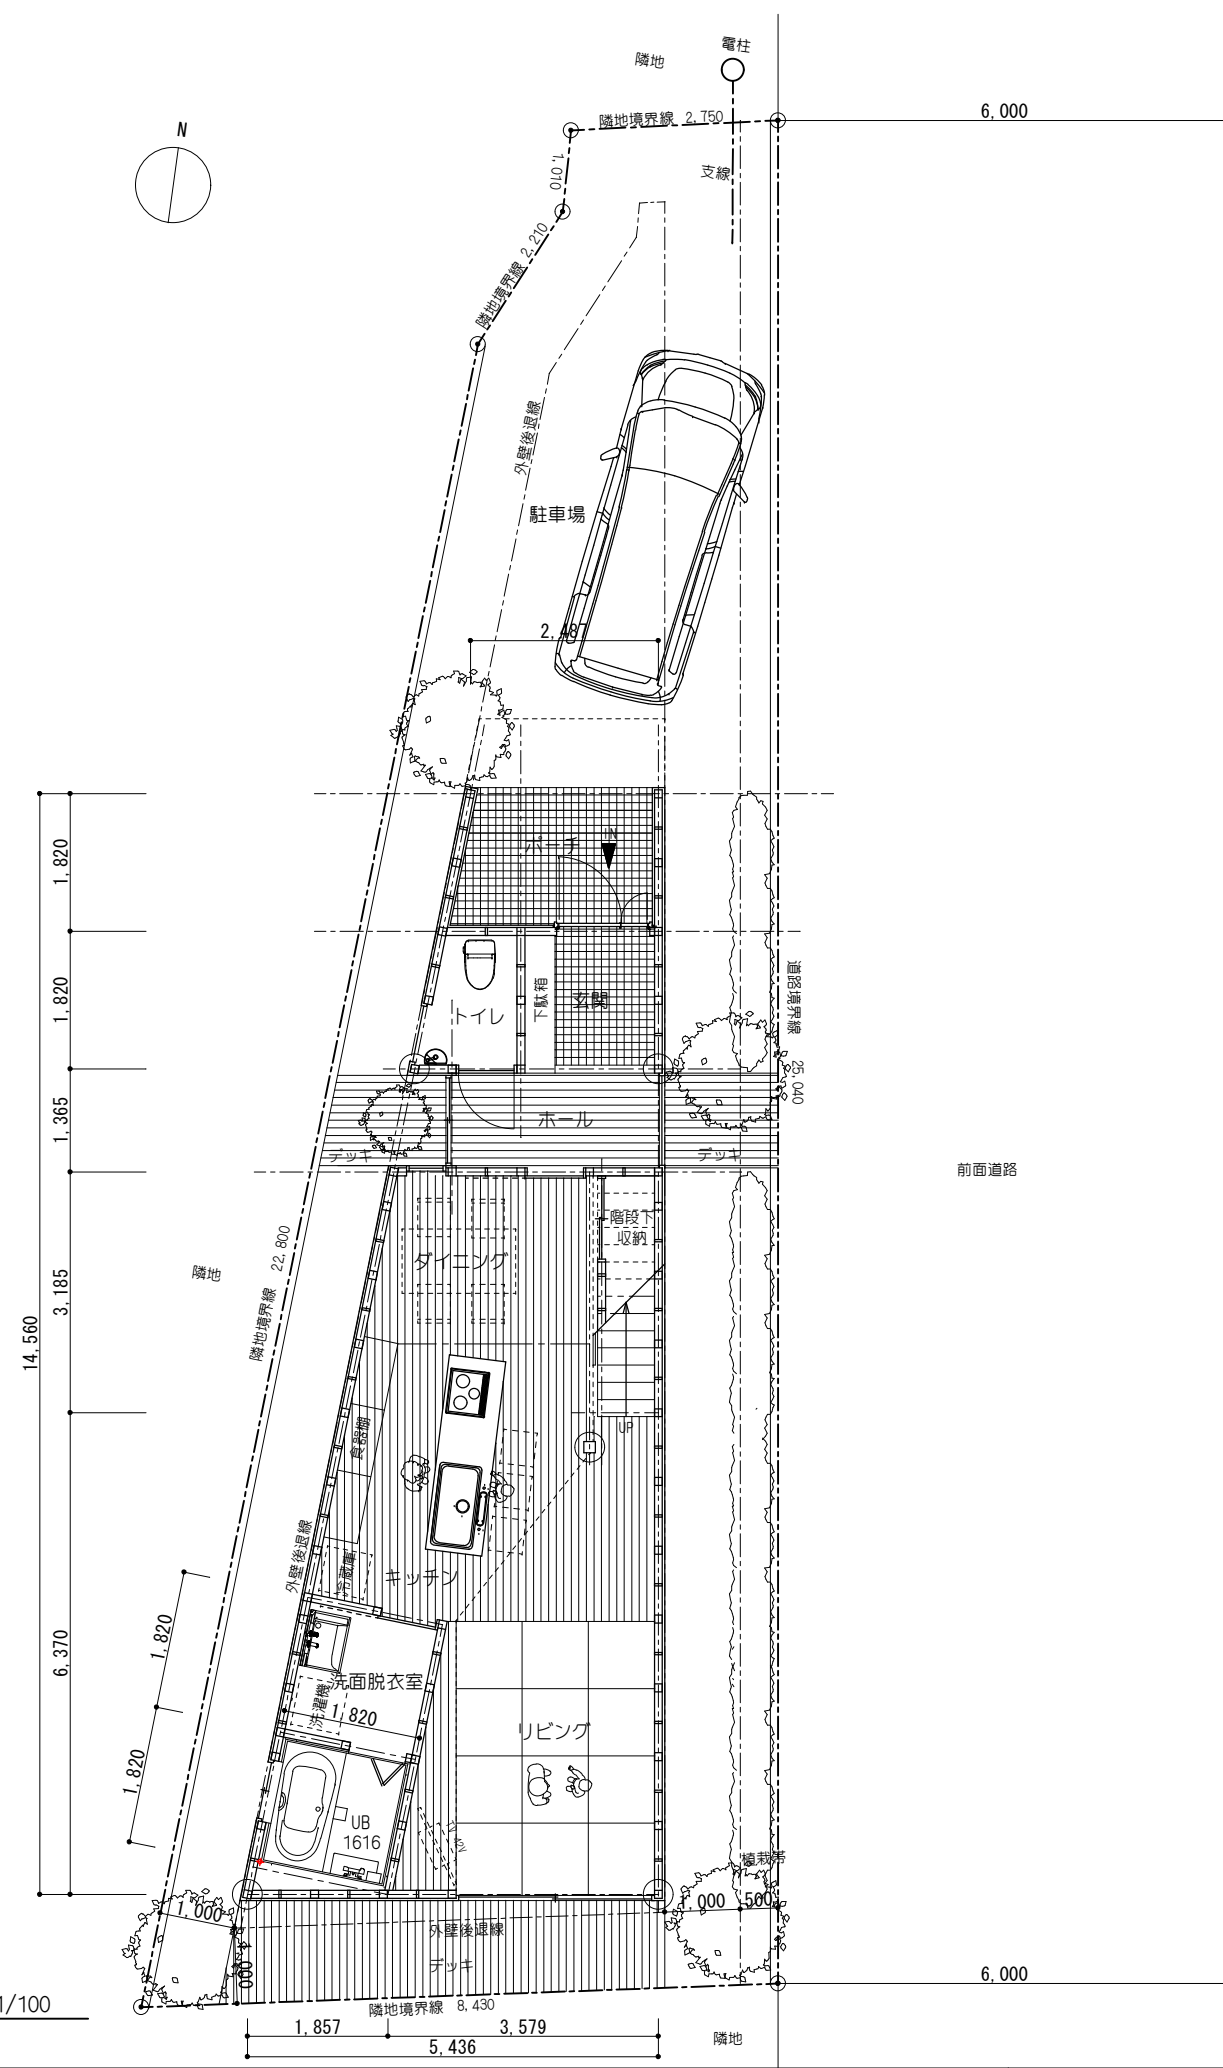 電柱
隣地
隣地境界線 2,750
6,000
N
1,010
支線
隣地境界線 2,210
外壁後退線
駐車場
2,487
ポーチ
IN
1,820
1,820
トイレ
下駄箱
玄関
道路境界線 25,040
1,365
ホール
デッキ
デッキ
前面道路
階段下
収納
隣地境界線 22,800
隣地
ダイニング
3,185
14,560
食器棚
UP
外壁後退線
冷蔵庫
キッチン
1,820
6,370
洗面脱衣室
洗濯機
1,820
リビング
1,820
UB
1616
TV 42V
植栽帯
1,000
1,000
500
外壁後退線
デッキ
1,000
6,000
1/100
隣地境界線 8,430
1,857
3,579
隣地
5,436